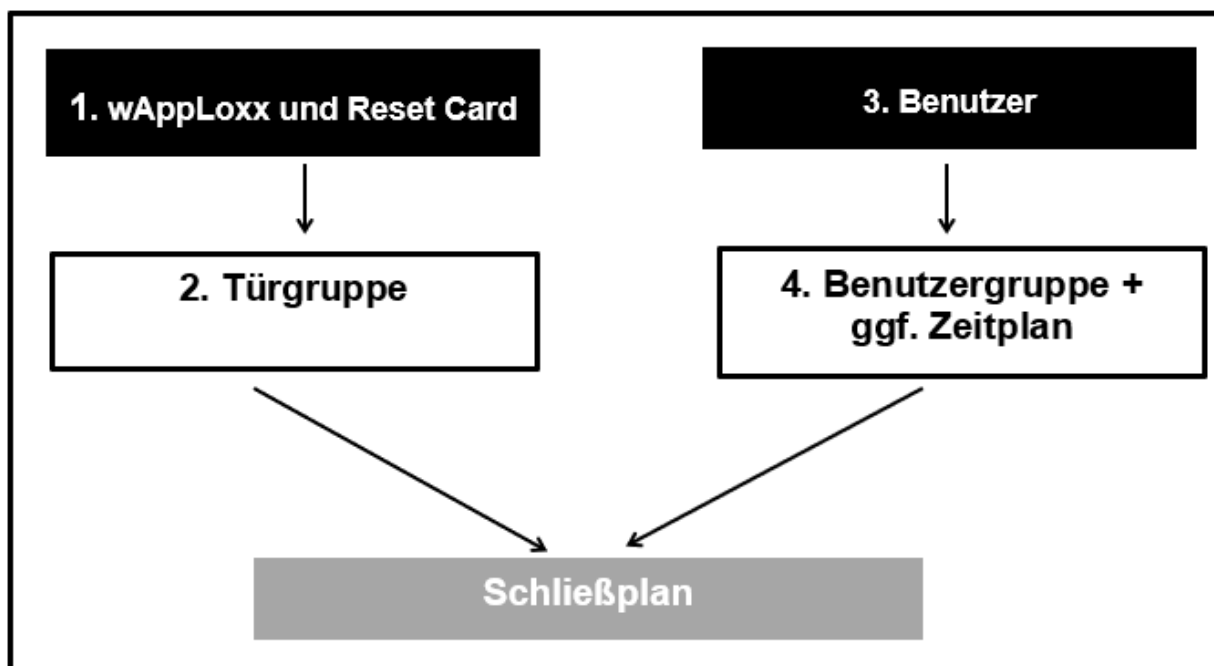 1. wAppLoxx und Reset Card
2. Türgruppe
3. Benutzer
4. Benutzergruppe +
ggf. Zeitplan
Schließplan